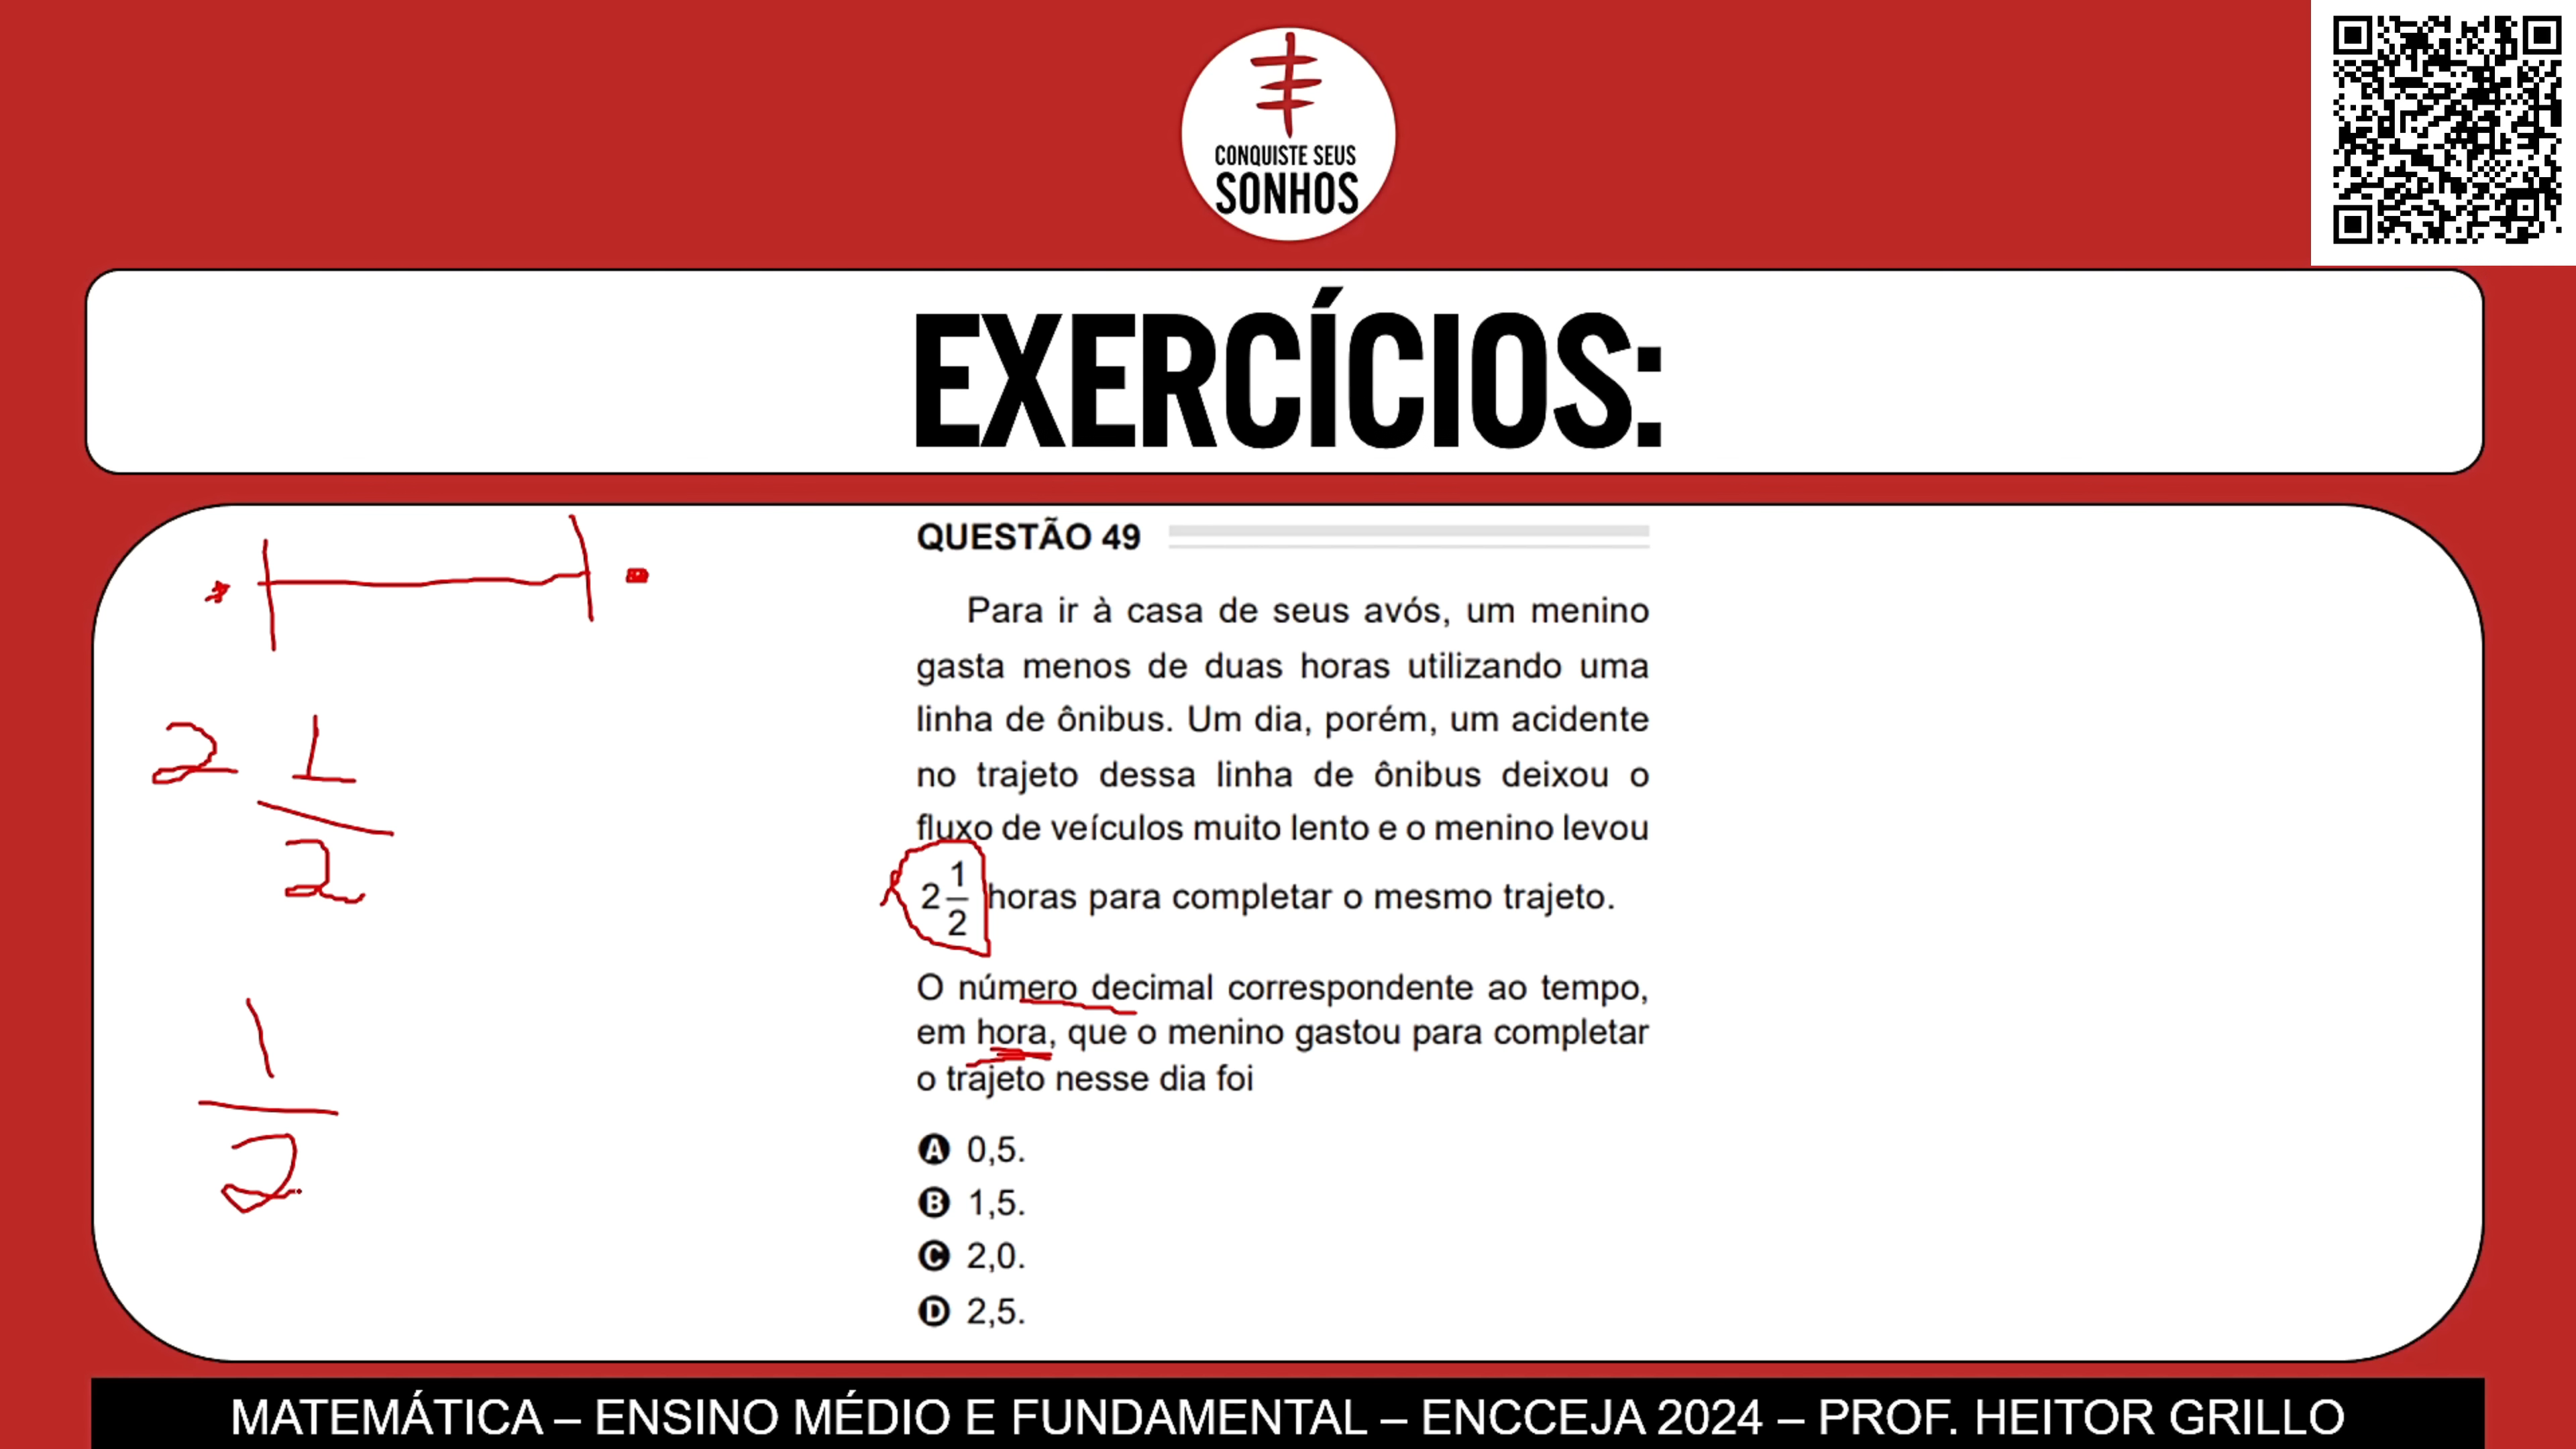 CONQUISTE SEUS
SONHOS
EXERCÍCIOS:
QUESTÃO 49
Para ir à casa de seus avós, um menino
gasta menos de duas horas utilizando uma
linha de ônibus. Um dia, porém, um acidente
no trajeto dessa linha de ônibus deixou o
fluxo de veículos muito lento e o menino levou
2 1/2 horas para completar o mesmo trajeto.
O número decimal correspondente ao tempo,
em hora, que o menino gastou para completar
o trajeto nesse dia foi
A 0,5.
B 1,5.
C 2,0.
D 2,5.
2 1/2
1/2
MATEMÁTICA – ENSINO MÉDIO E FUNDAMENTAL – ENCCEJA 2024 – PROF. HEITOR GRILLO